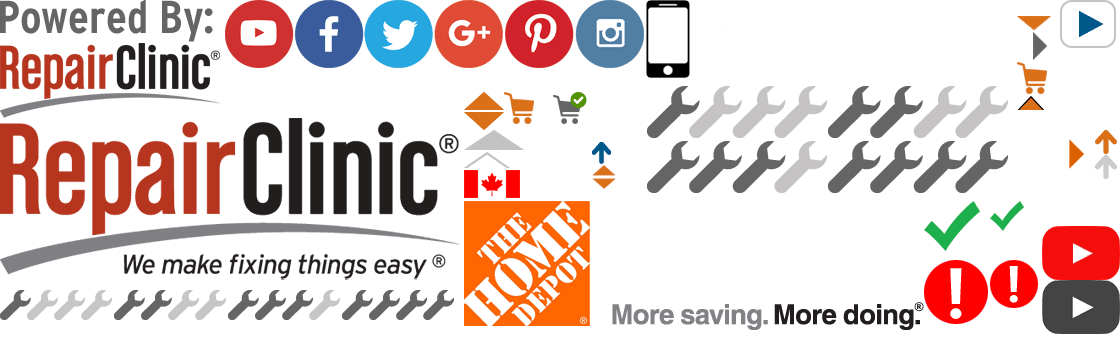 Powered By:
RepairClinic®
RepairClinic®
We make fixing things easy®
THE
HOME
DEPOT
®
More saving. More doing.®